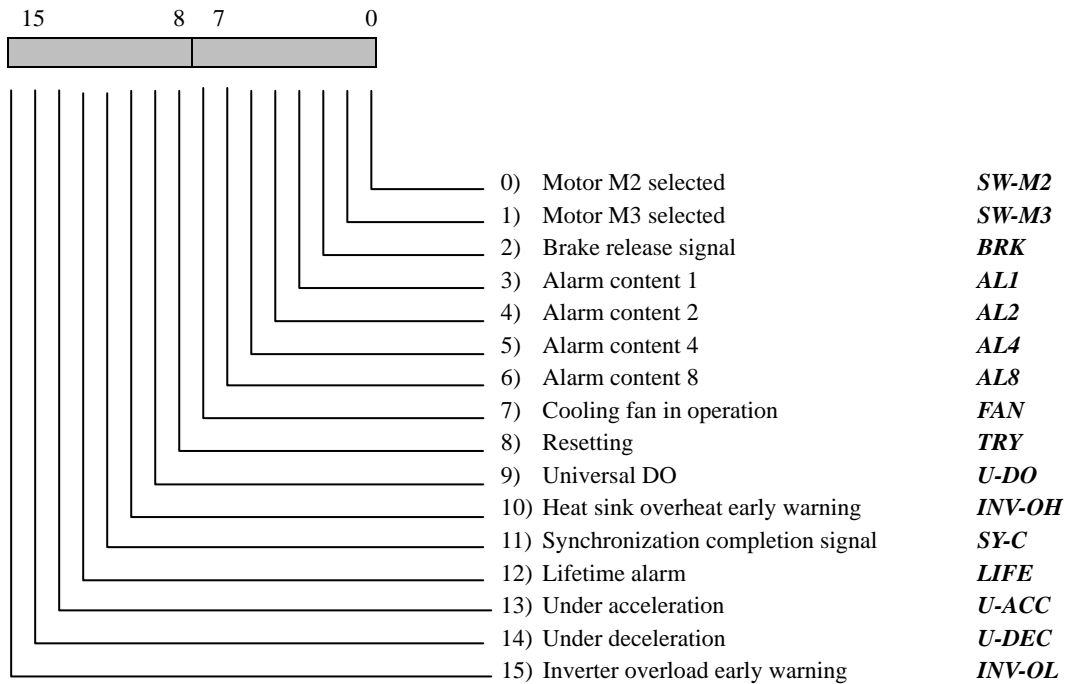 15 8 7 0
0) Motor M2 selected SW-M2
1) Motor M3 selected SW-M3
2) Brake release signal BRK
3) Alarm content 1 AL1
4) Alarm content 2 AL2
5) Alarm content 4 AL4
6) Alarm content 8 AL8
7) Cooling fan in operation FAN
8) Resetting TRY
9) Universal DO U-DO
10) Heat sink overheat early warning INV-OH
11) Synchronization completion signal SY-C
12) Lifetime alarm LIFE
13) Under acceleration U-ACC
14) Under deceleration U-DEC
15) Inverter overload early warning INV-OL